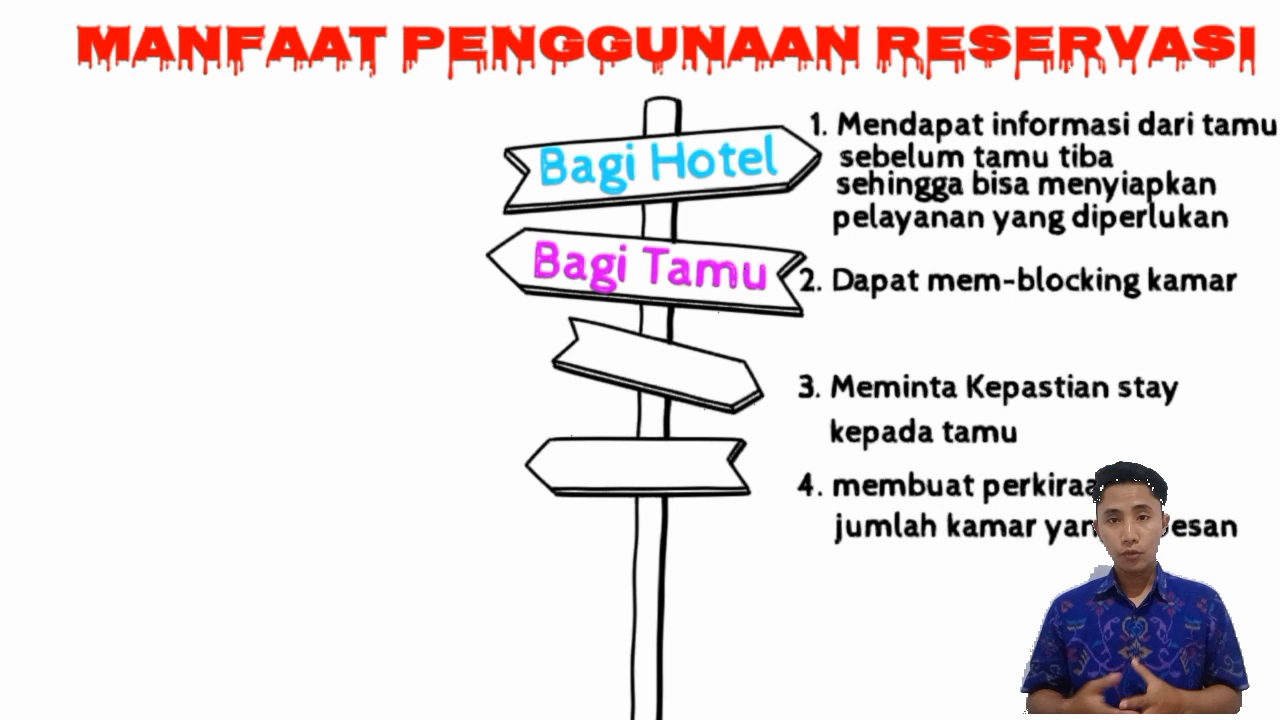 MANFAAT PENGGUNAAN RESERVASI
Bagi Hotel
Bagi Tamu
1. Mendapat informasi dari tamu
sebelum tamu tiba
sehingga bisa menyiapkan
pelayanan yang diperlukan
2. Dapat mem-blocking kamar
3. Meminta Kepastian stay
kepada tamu
4. membuat
jumlah kamar